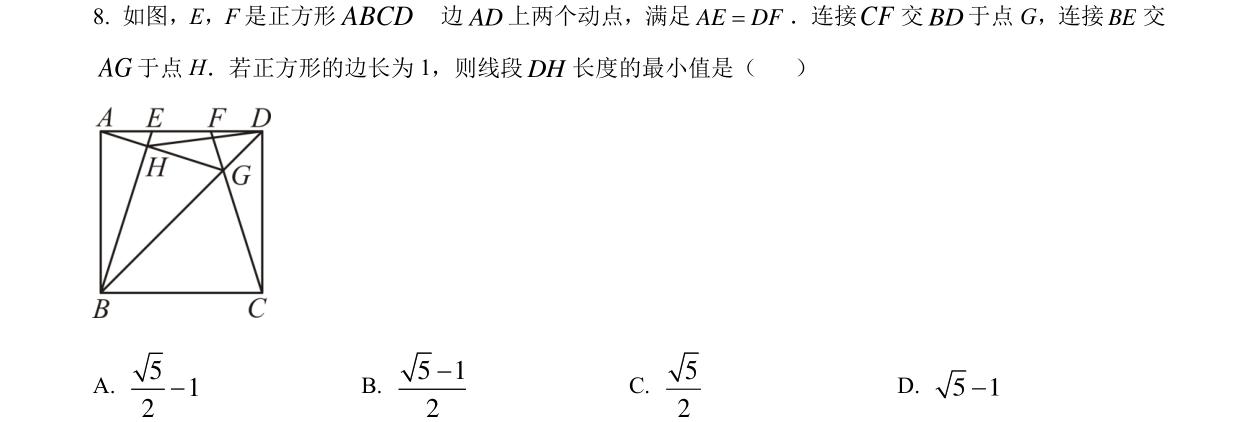 8. 如图，E，F是正方形ABCD 边AD上两个动点，满足AE=DF．连接CF交BD于点G，连接BE交
AG于点H．若正方形的边长为1，则线段DH长度的最小值是（ ）
A E F D
H G
B C
A. √5/2−1 B. (√5−1)/2 C. √5/2 D. √5−1